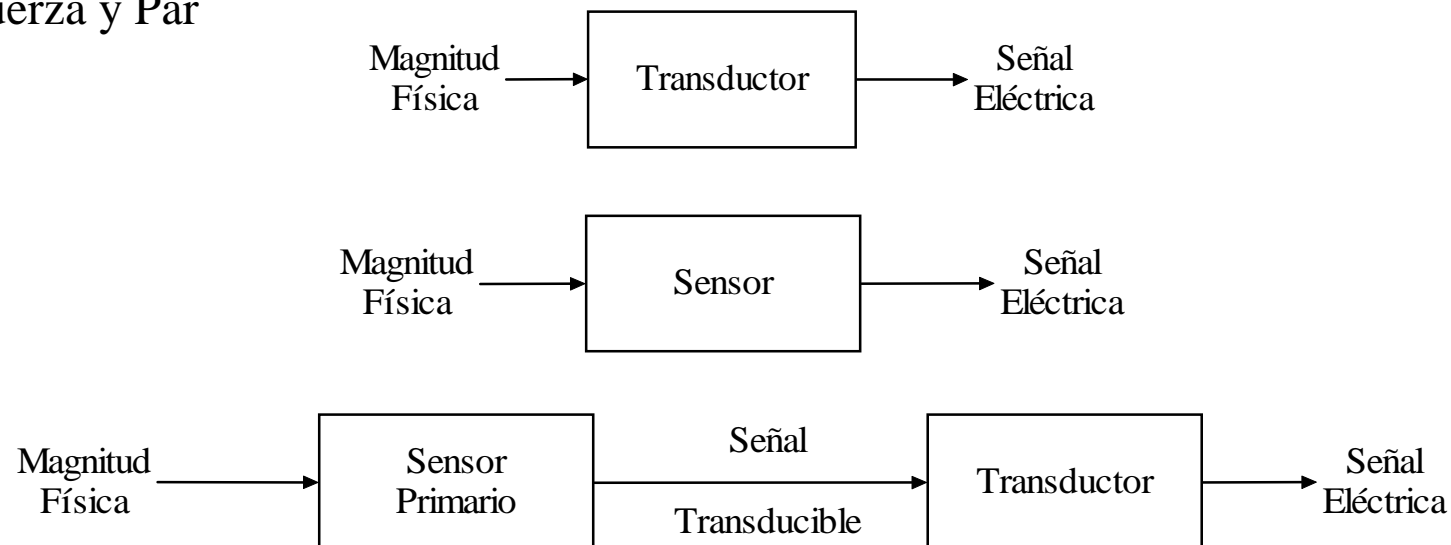 y Par
Magnitud
Física
Transductor
Señal
Eléctrica
Magnitud
Física
Sensor
Señal
Eléctrica
Magnitud
Física
Sensor
Primario
Señal
Transducible
Transductor
Señal
Eléctrica